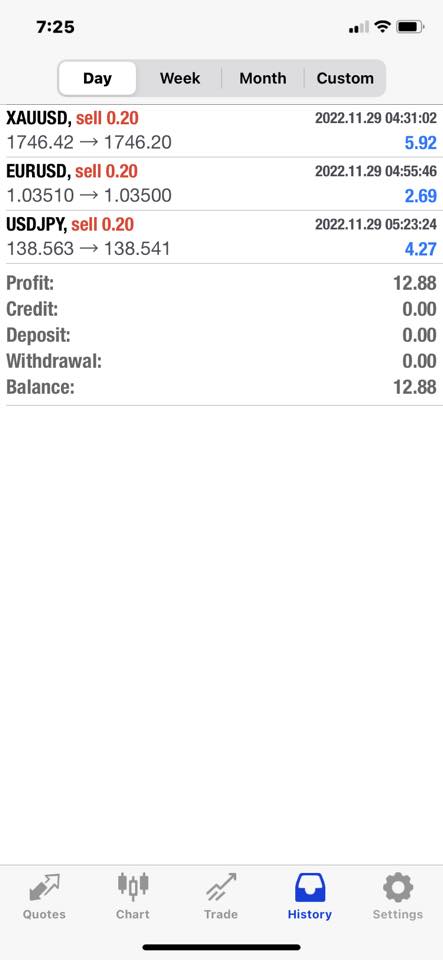 7:25
Day Week Month Custom
XAUUSD, sell 0.20 2022.11.29 04:31:02
1746.42 → 1746.20 5.92
EURUSD, sell 0.20 2022.11.29 04:55:46
1.03510 → 1.03500 2.69
USDJPY, sell 0.20 2022.11.29 05:23:24
138.563 → 138.541 4.27
Profit: 12.88
Credit: 0.00
Deposit: 0.00
Withdrawal: 0.00
Balance: 12.88
Quotes Chart Trade History Settings